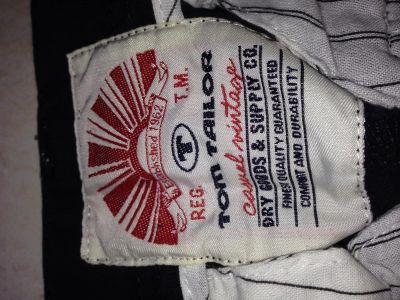 Established 1962
REG. T T.M.
TOM TAILOR
casual vintage
DRY GOODS & SUPPLY CO.
FINEST QUALITY GUARANTEED
COMFORT AND DURABILITY